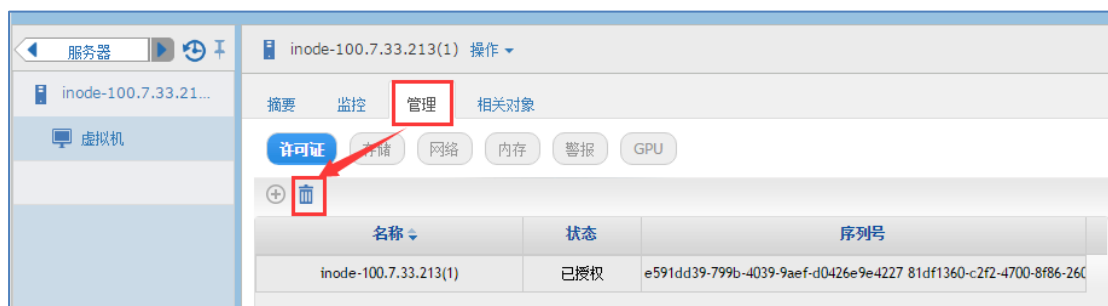 服务器
inode-100.7.33.213(1) 操作
inode-100.7.33.21...
虚拟机
摘要 监控 管理 相关对象
许可证 存储 网络 内存 警报 GPU
名称 状态 序列号
inode-100.7.33.213(1) 已授权 e591dd39-799b-4039-9aef-d0426e9e4227 81df1360-c2f2-4700-8f86-260